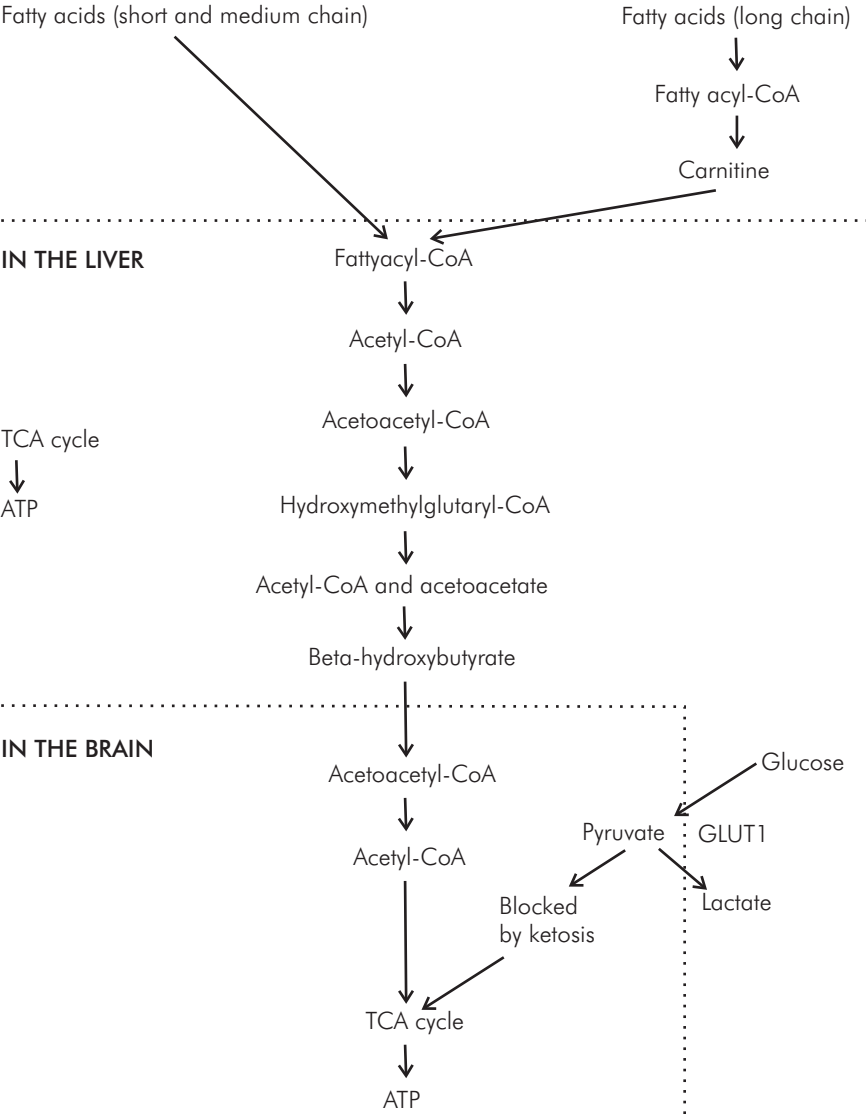 Fatty acids (short and medium chain)
Fatty acids (long chain)
Fatty acyl-CoA
Carnitine
IN THE LIVER
Fattyacyl-CoA
Acetyl-CoA
Acetoacetyl-CoA
TCA cycle
ATP
Hydroxymethylglutaryl-CoA
Acetyl-CoA and acetoacetate
Beta-hydroxybutyrate
IN THE BRAIN
Acetoacetyl-CoA
Glucose
Pyruvate
GLUT1
Acetyl-CoA
Blocked
by ketosis
Lactate
TCA cycle
ATP